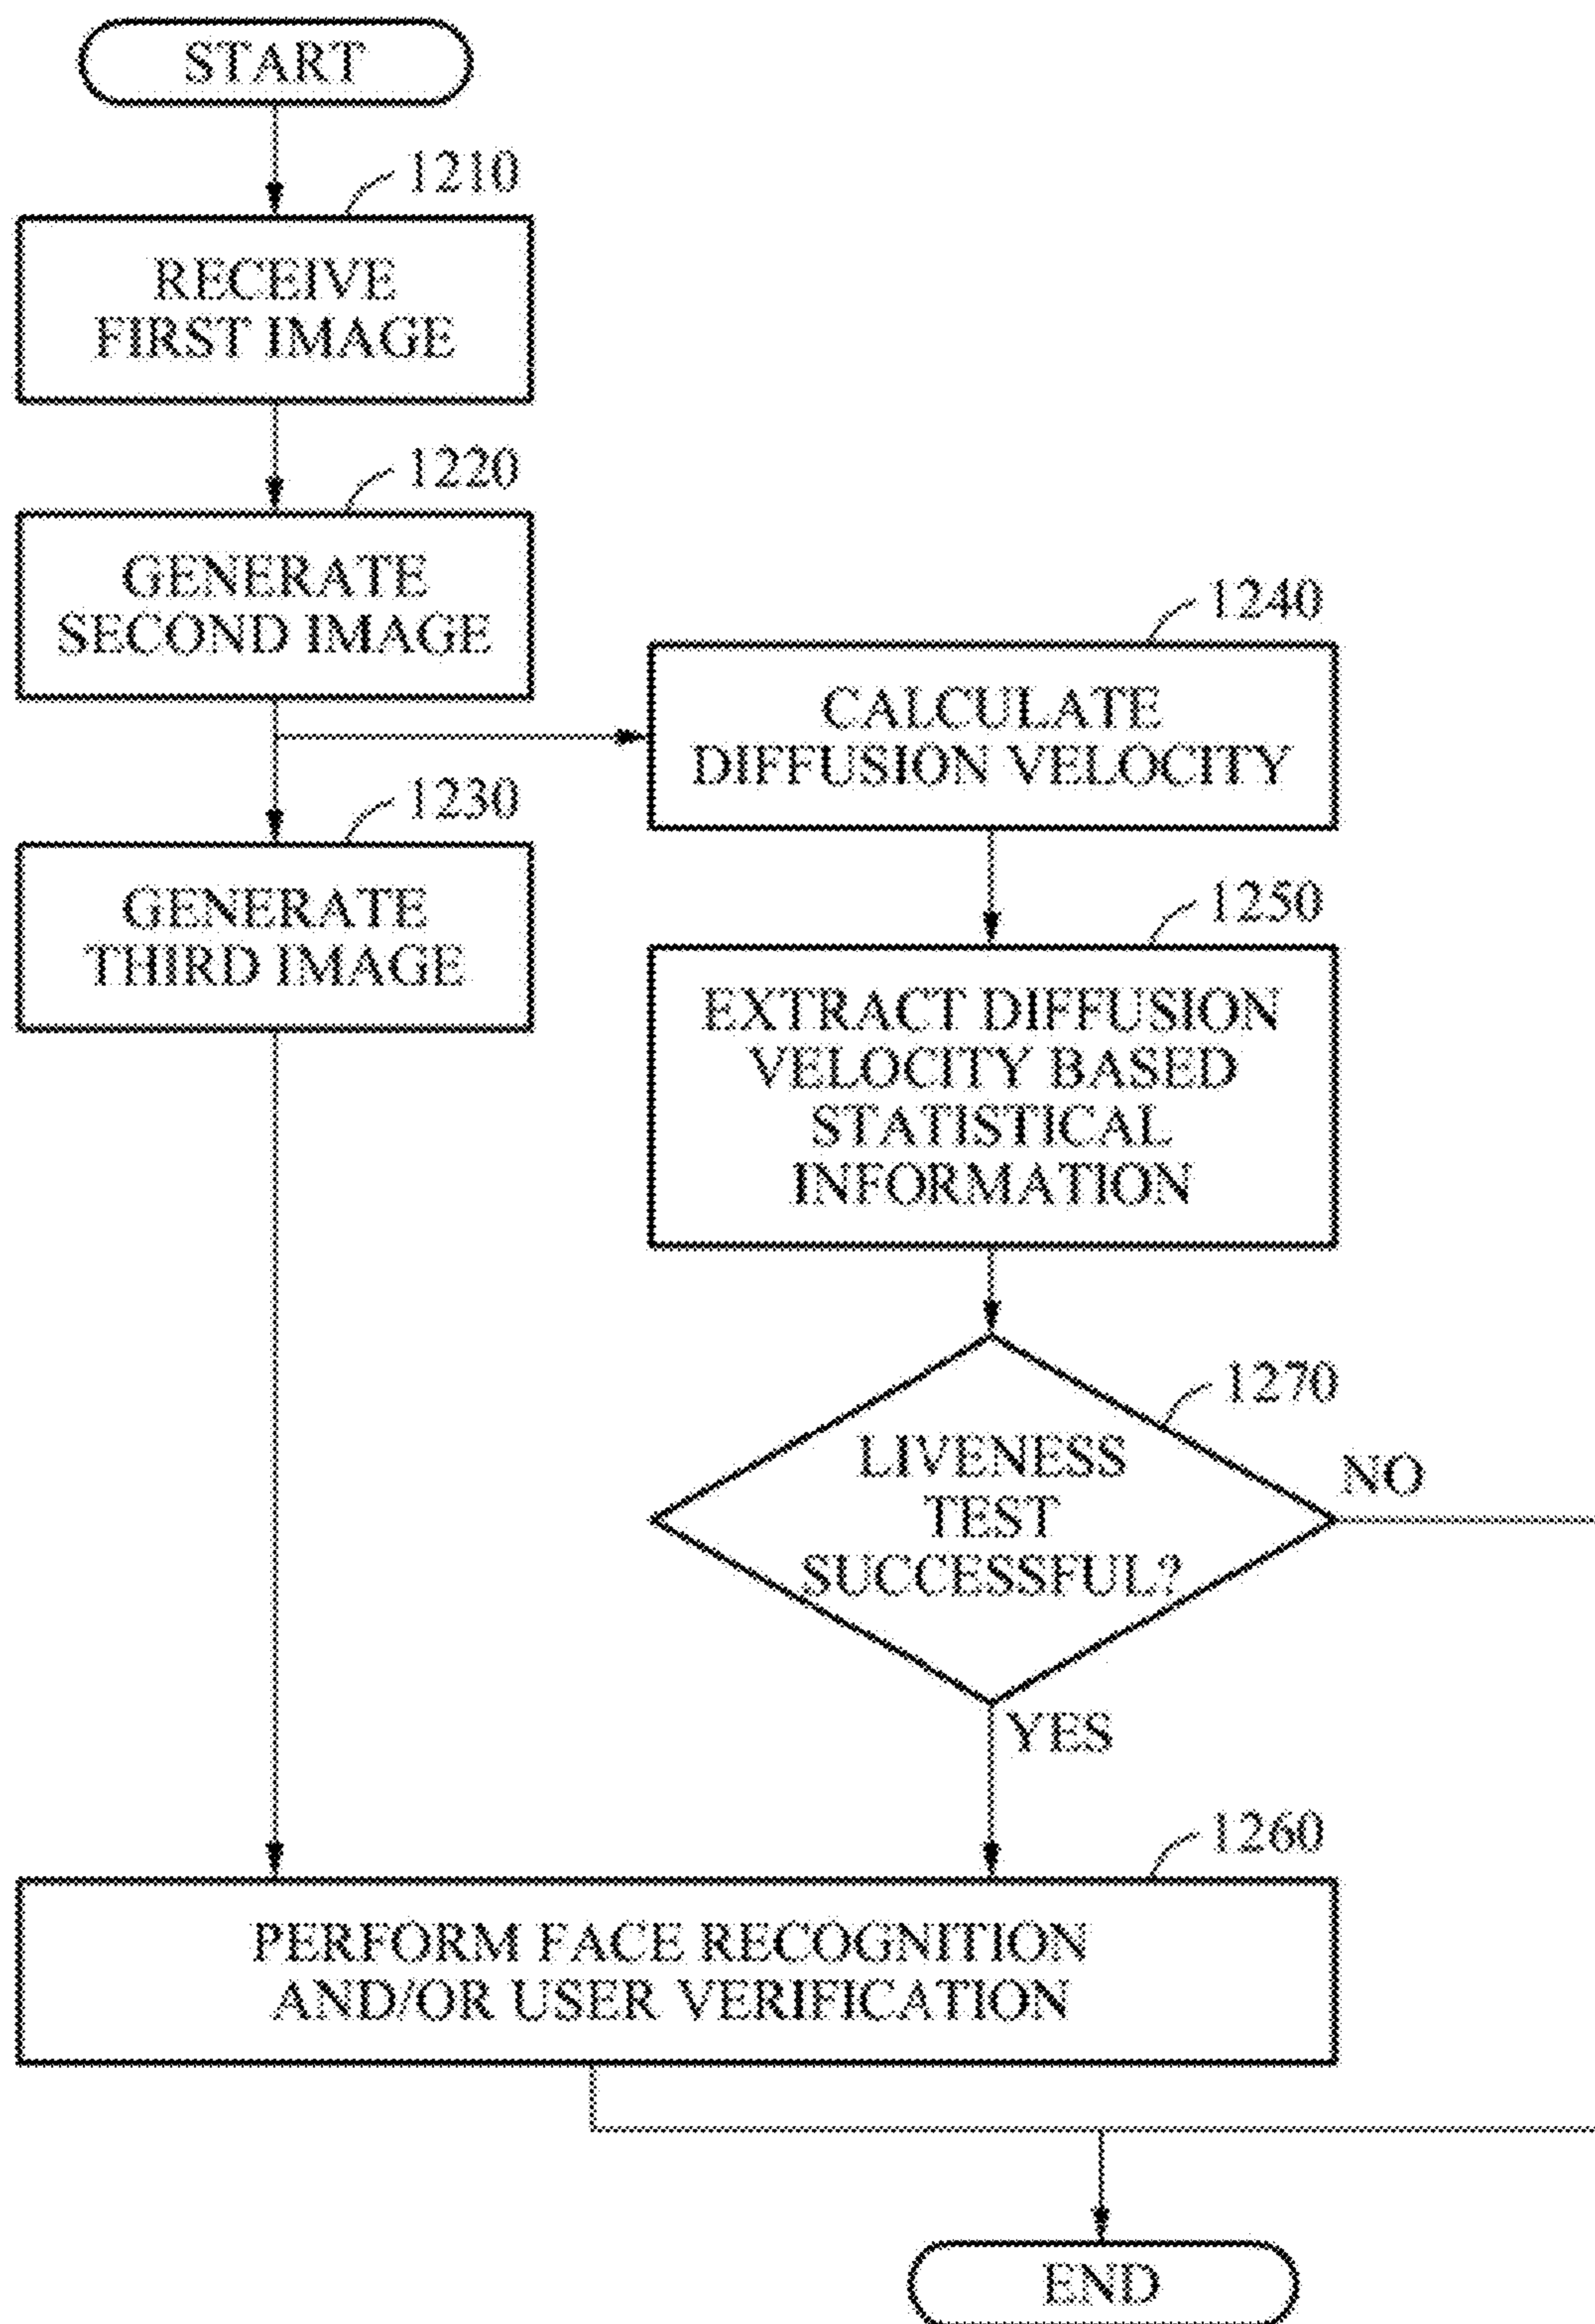 START
1210
RECEIVE
FIRST IMAGE
1220
GENERATE
SECOND IMAGE
1240
CALCULATE
DIFFUSION VELOCITY
1230
GENERATE
THIRD IMAGE
1250
EXTRACT DIFFUSION
VELOCITY BASED
STATISTICAL
INFORMATION
1270
LIVENESS
TEST
SUCCESSFUL?
NO
YES
1260
PERFORM FACE RECOGNITION
AND/OR USER VERIFICATION
END